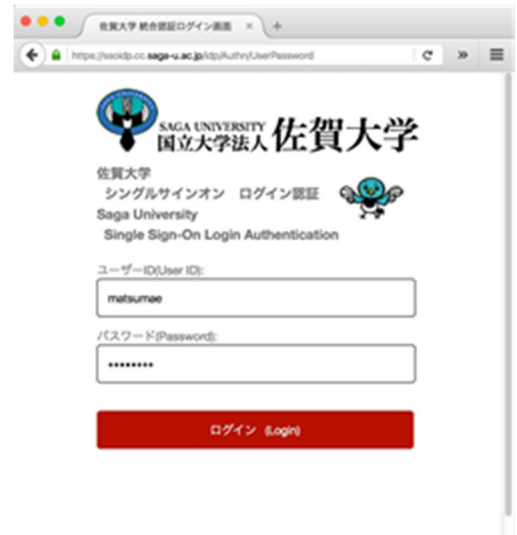 佐賀大学 統合認証ログイン画面 × +
https://ssoidp.cc.saga-u.ac.jp/idp/Authn/UserPassword
SAGA UNIVERSITY
国立大学法人 佐賀大学
佐賀大学
シングルサインオン ログイン認証
Saga University
Single Sign-On Login Authentication
ユーザーID(User ID):
matsumae
パスワード(Password):
••••••••
ログイン (Login)